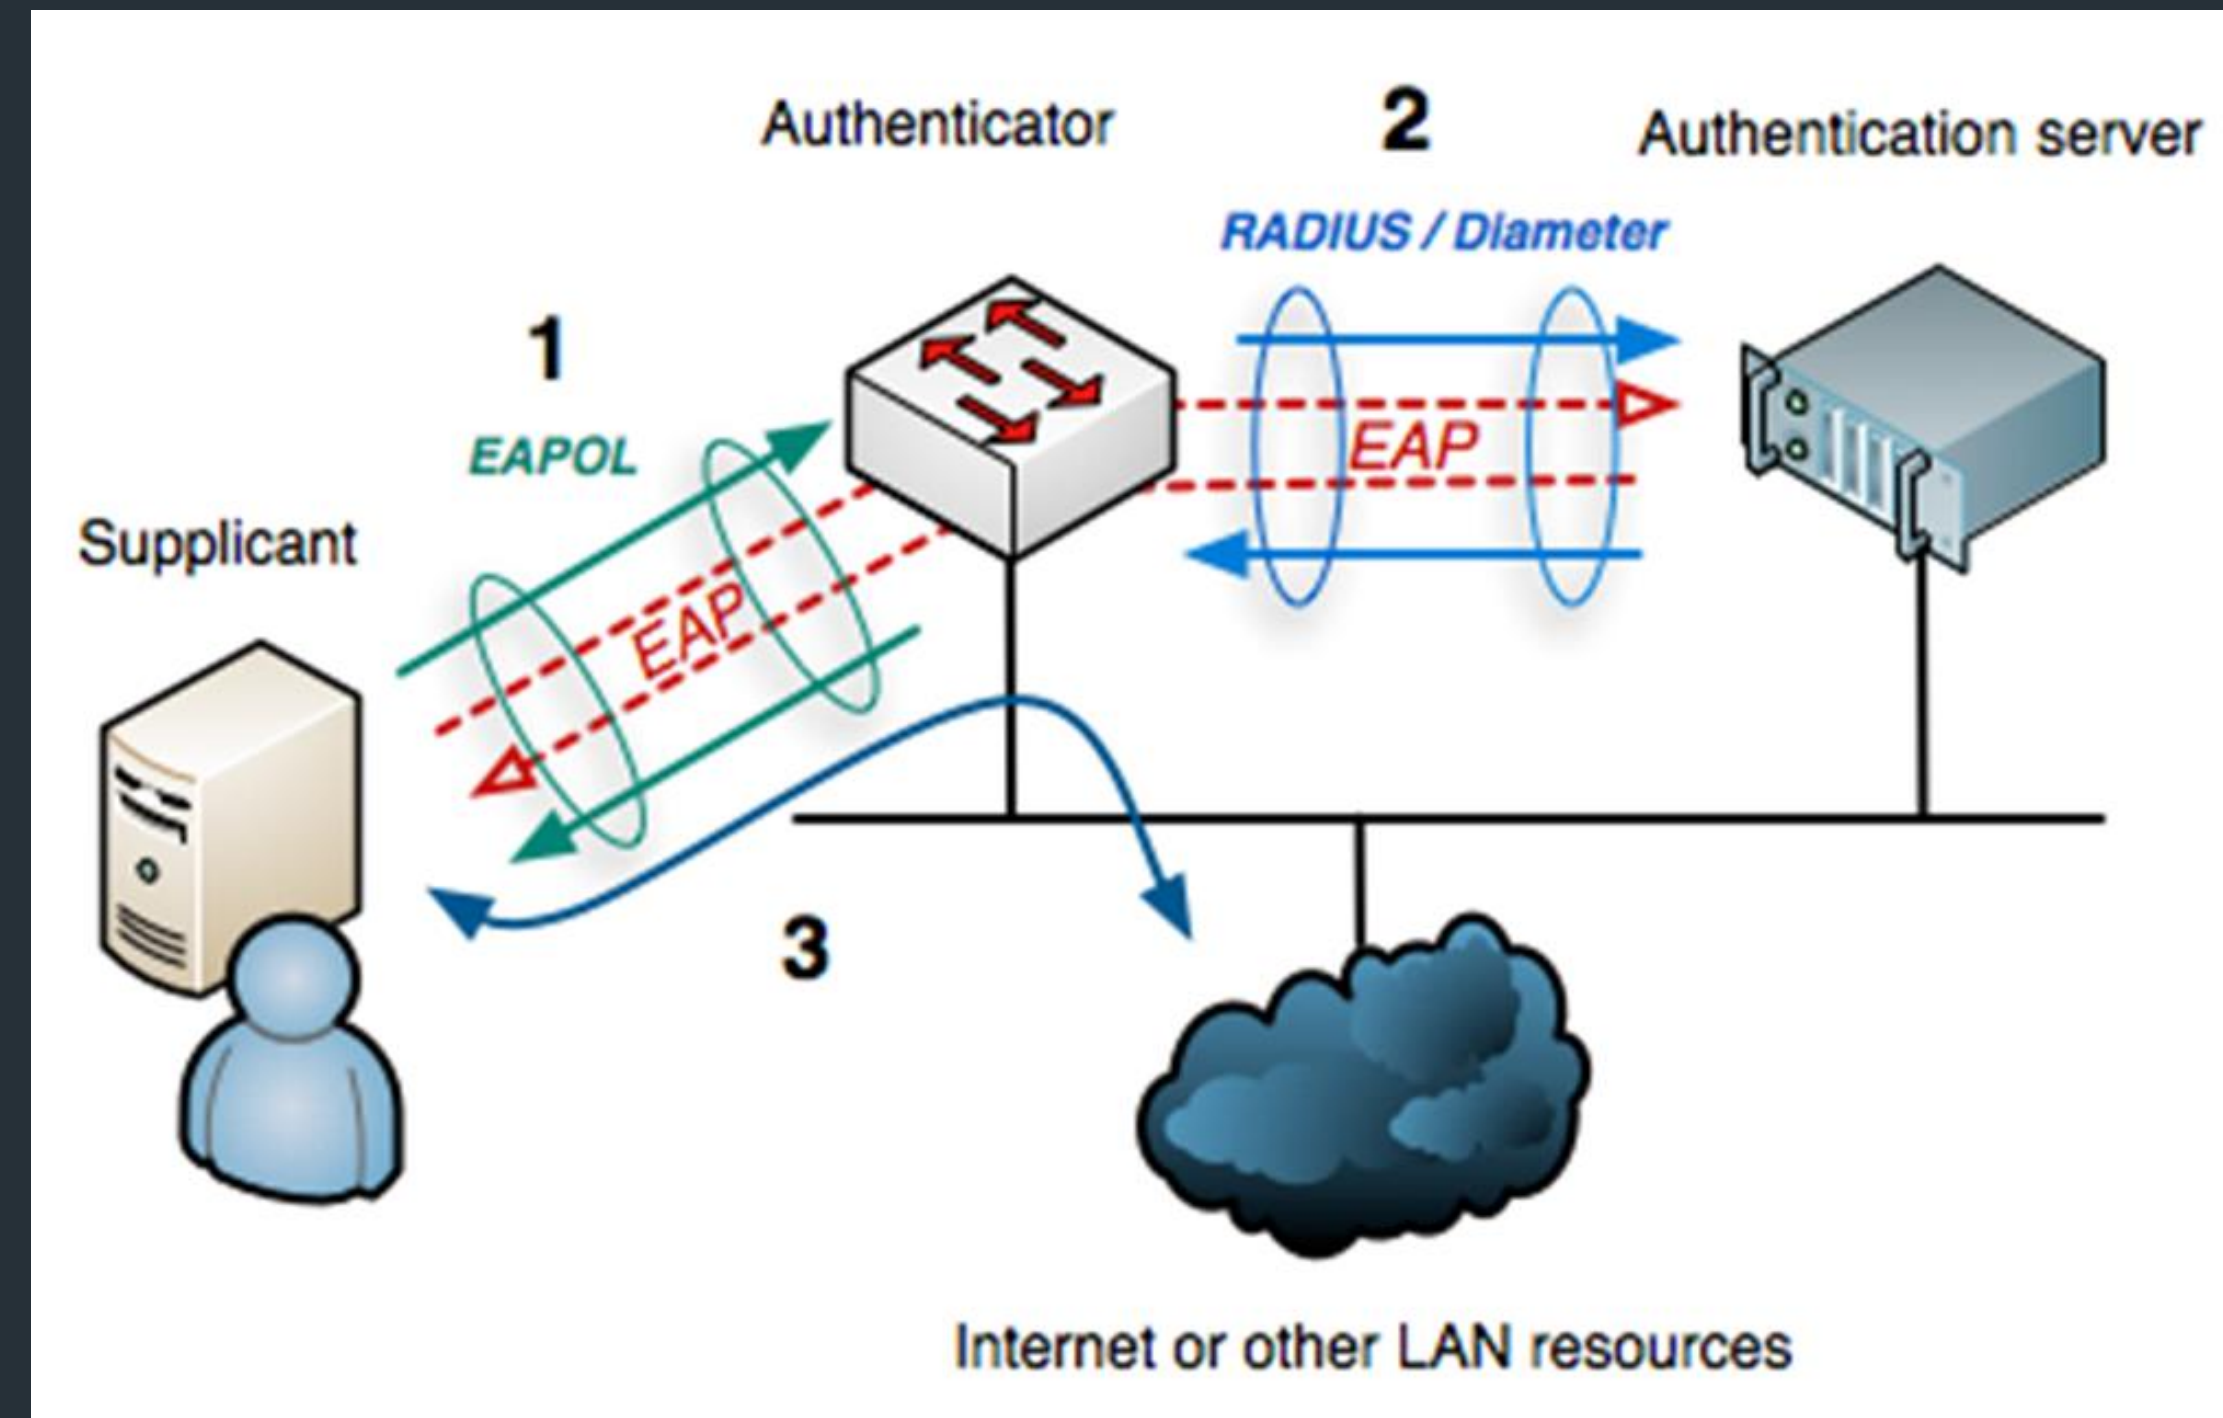 Authenticator
2
Authentication server
RADIUS / Diameter
1
EAPOL
EAP
Supplicant
EAP
3
Internet or other LAN resources